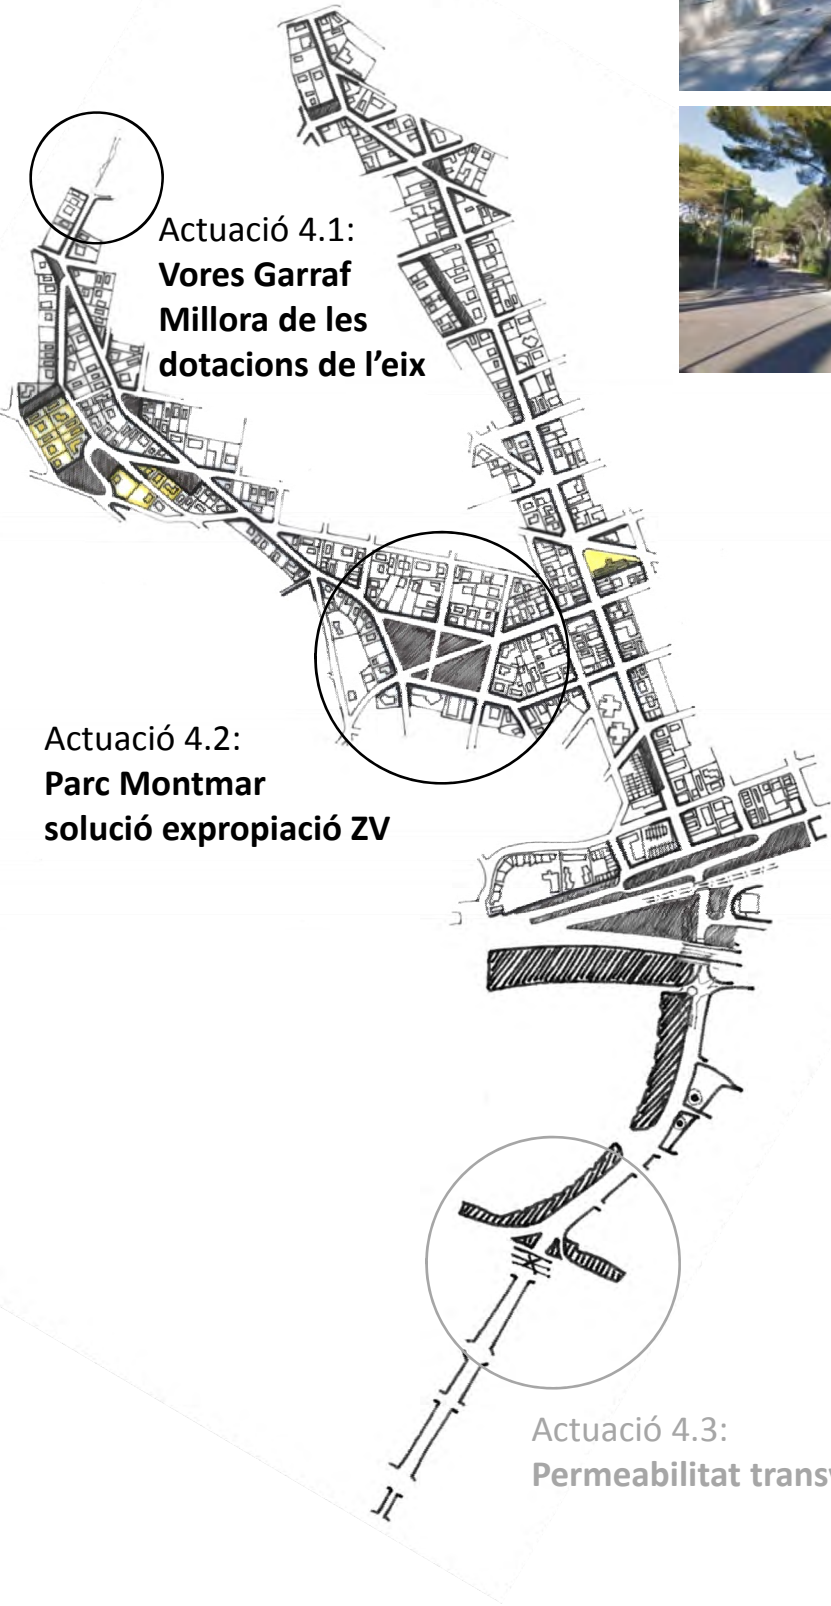 Actuació 4.1:
Vores Garraf
Millora de les
dotacions de l’eix
Actuació 4.2:
Parc Montmar
solució expropiació ZV
Actuació 4.3:
Permeabilitat